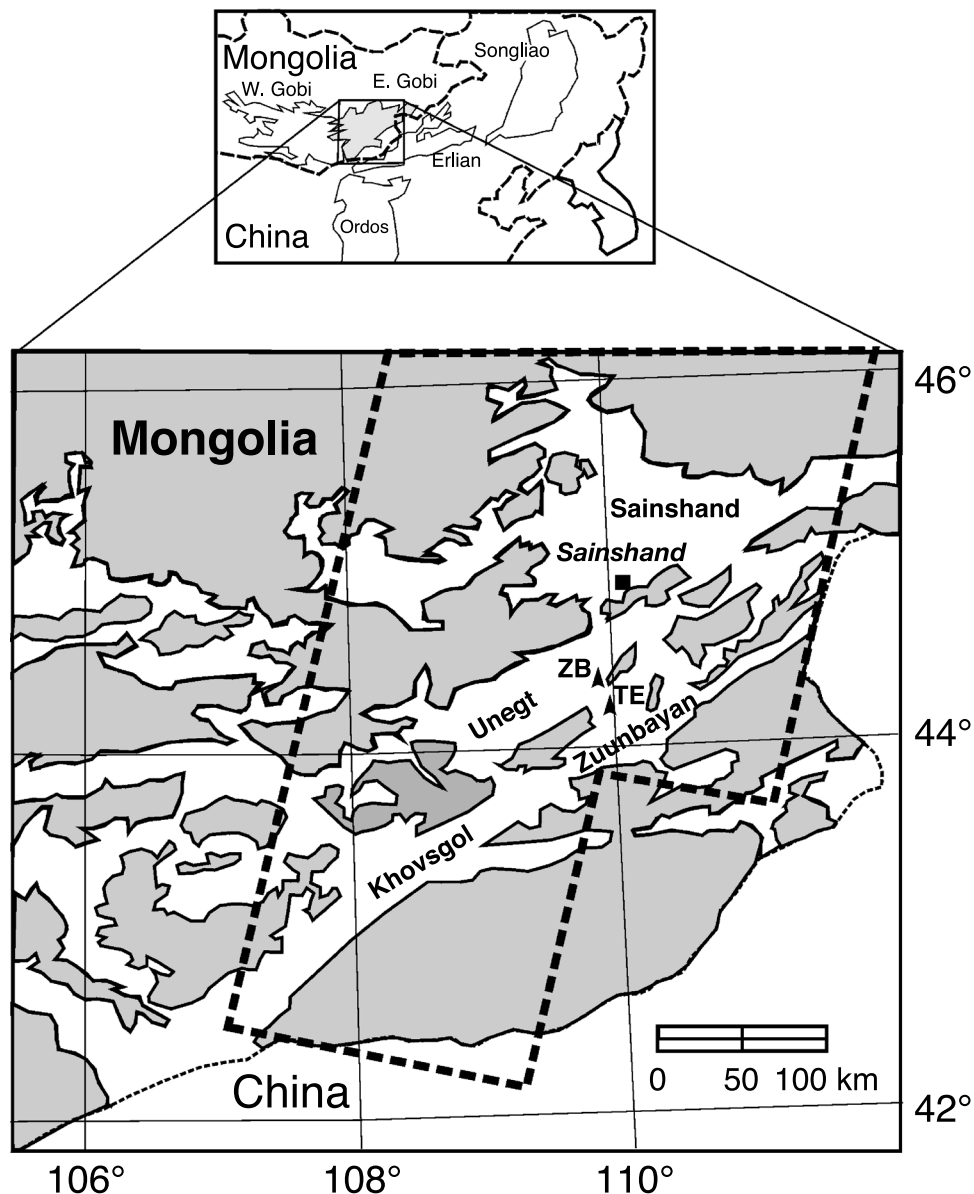 Mongolia
Songliao
W. Gobi
E. Gobi
Erlian
Ordos
China
46°
Mongolia
Sainshand
Sainshand
ZB
TE
Unegt
Zuunbayan
44°
Khovsgol
0 50 100 km
China
42°
106° 108° 110°